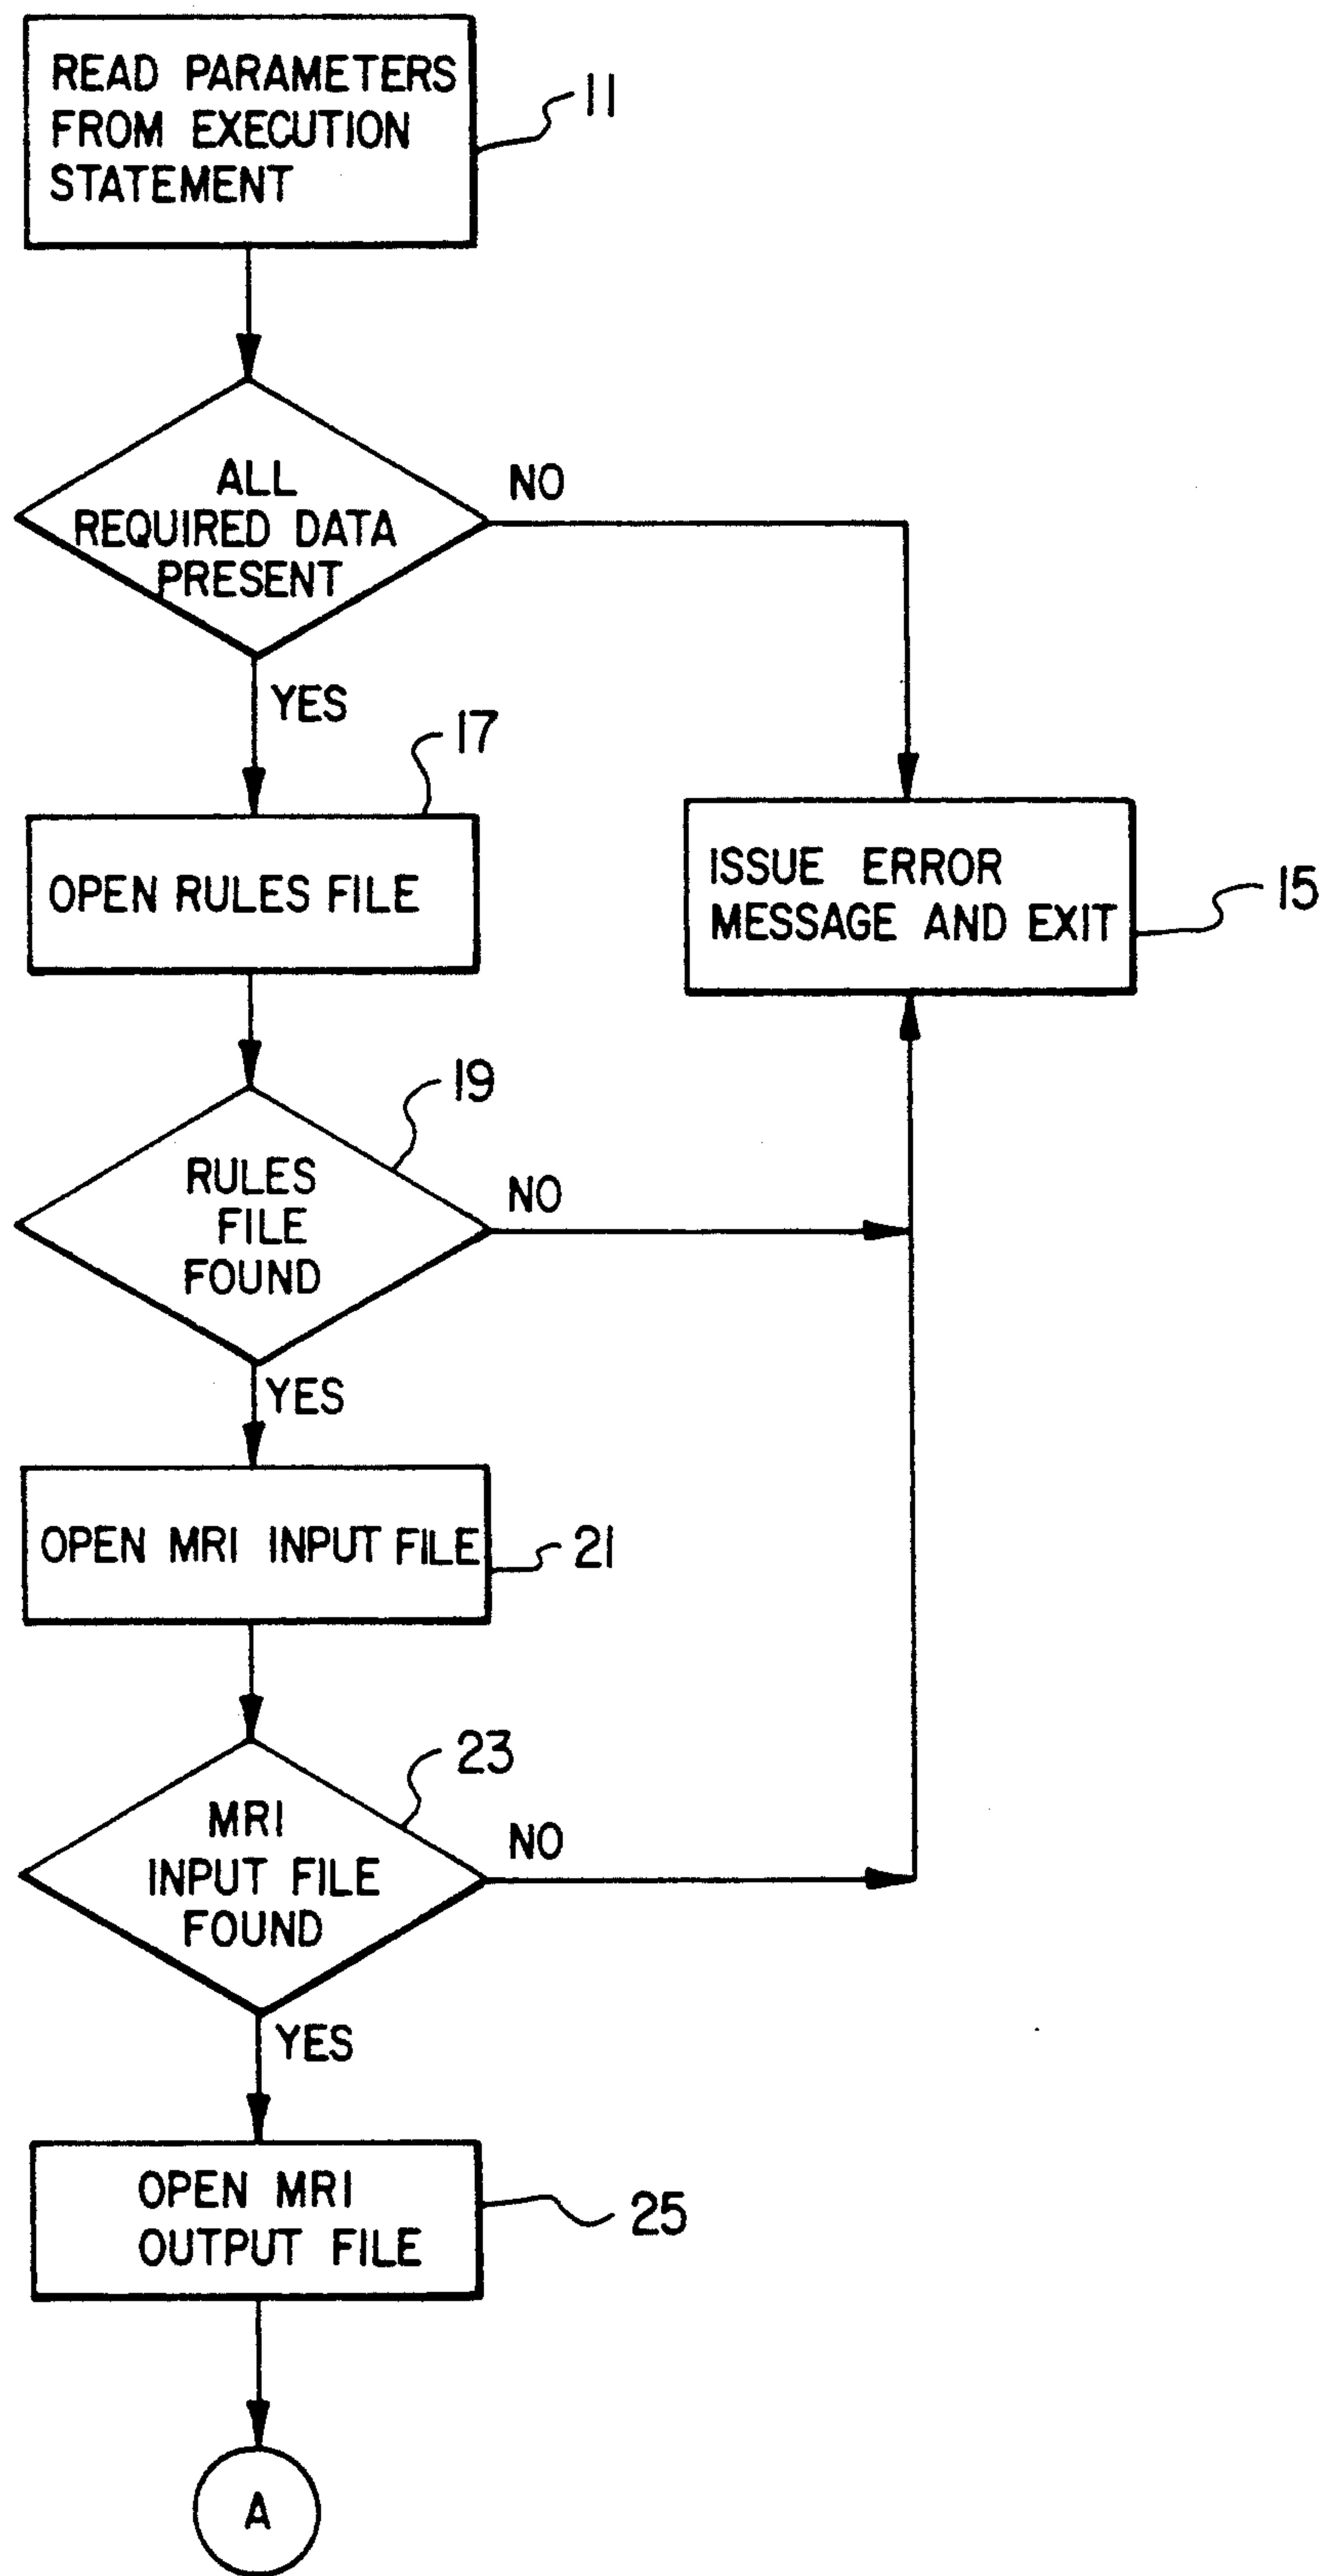 READ PARAMETERS
FROM EXECUTION
STATEMENT
11
ALL
REQUIRED DATA
PRESENT
NO
YES
17
OPEN RULES FILE
ISSUE ERROR
MESSAGE AND EXIT
15
19
RULES
FILE
FOUND
NO
YES
OPEN MRI INPUT FILE
21
23
MRI
INPUT FILE
FOUND
NO
YES
OPEN MRI
OUTPUT FILE
25
A